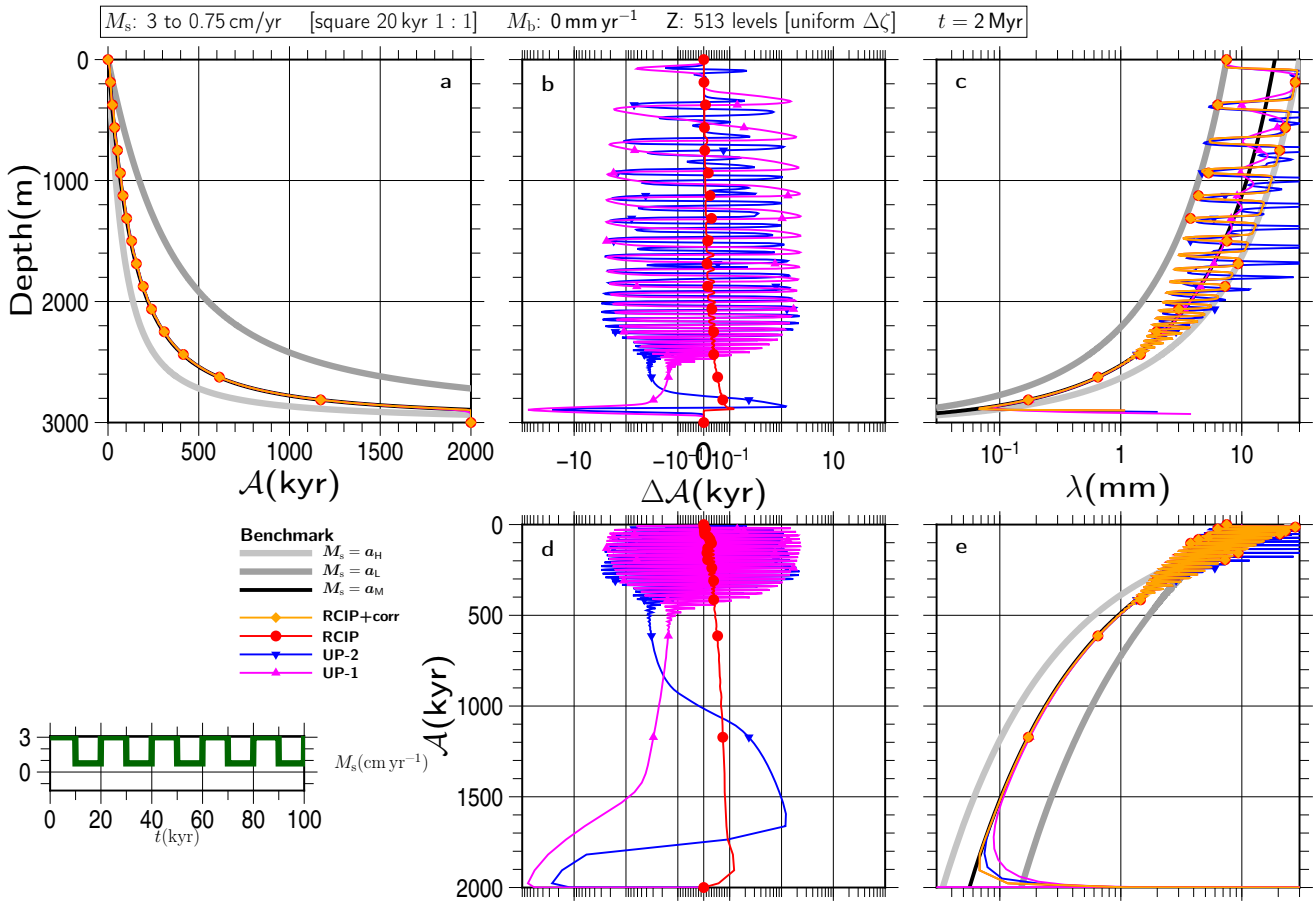 Mₛ: 3 to 0.75 cm/yr [square 20 kyr 1 : 1] M_b: 0 mm yr⁻¹ Z: 513 levels [uniform Δζ] t = 2 Myr
a
b
c
0
1000
2000
3000
Depth(m)
0 500 1000 1500 2000
𝒜(kyr)
−10 −10⁻¹ 0 10⁻¹ 10
Δ𝒜(kyr)
10⁻¹ 1 10
λ(mm)
Benchmark
Mₛ = a_H
Mₛ = a_L
Mₛ = a_M
RCIP+corr
RCIP
UP-2
UP-1
3
0
Mₛ(cm yr⁻¹)
0 20 40 60 80 100
t(kyr)
d
e
0
500
1000
1500
2000
𝒜(kyr)